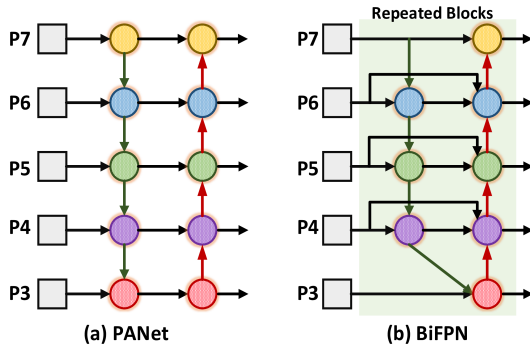 Repeated Blocks
P7 P7
P6 P6
P5 P5
P4 P4
P3 P3
(a) PANet (b) BiFPN